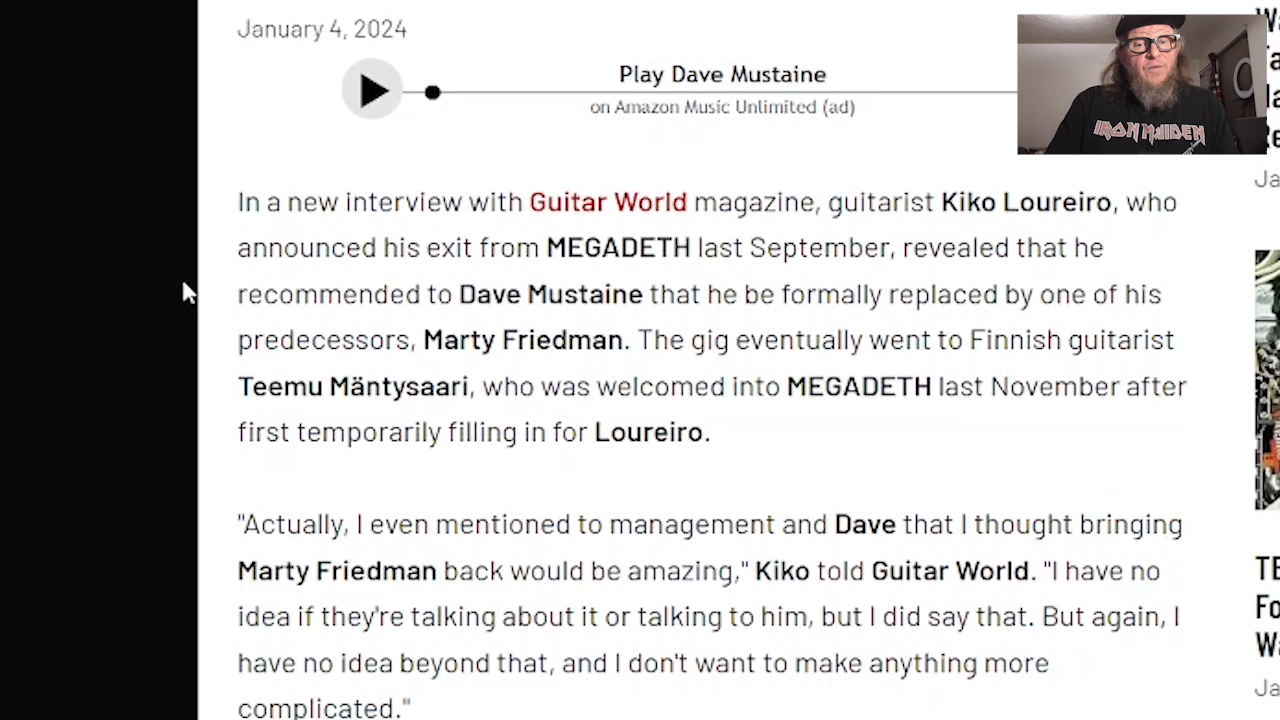 January 4, 2024
Play Dave Mustaine
on Amazon Music Unlimited (ad)
IRON MAIDEN
In a new interview with Guitar World magazine, guitarist Kiko Loureiro, who
announced his exit from MEGADETH last September, revealed that he
recommended to Dave Mustaine that he be formally replaced by one of his
predecessors, Marty Friedman. The gig eventually went to Finnish guitarist
Teemu Mäntysaari, who was welcomed into MEGADETH last November after
first temporarily filling in for Loureiro.
"Actually, I even mentioned to management and Dave that I thought bringing
Marty Friedman back would be amazing," Kiko told Guitar World. "I have no
idea if they're talking about it or talking to him, but I did say that. But again, I
have no idea beyond that, and I don't want to make anything more
complicated."
Ja
TE
Fo
Wa
Ja